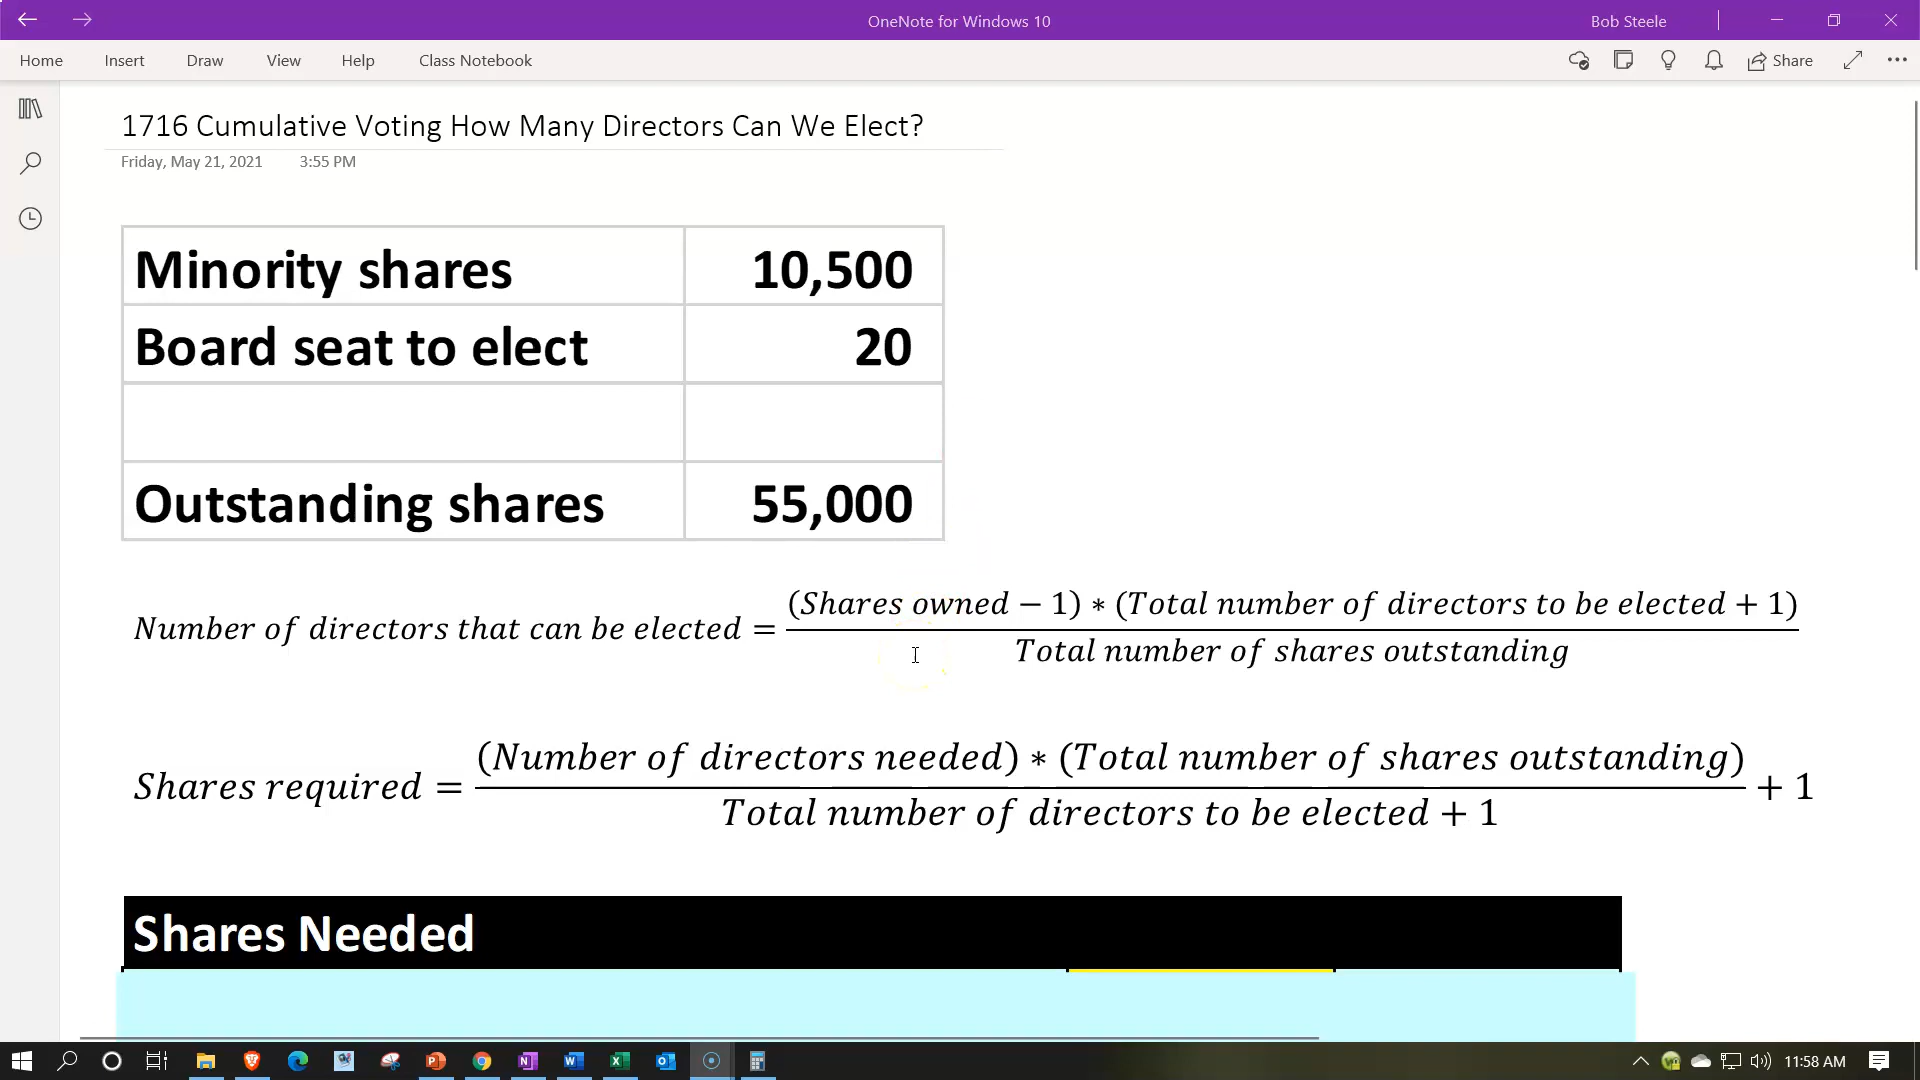 OneNote for Windows 10
Bob Steele
Home Insert Draw View Help Class Notebook Share
1716 Cumulative Voting How Many Directors Can We Elect?
Friday, May 21, 2021 3:55 PM
Minority shares 10,500
Board seat to elect 20
Outstanding shares 55,000
Number of directors that can be elected = (Shares owned − 1) ∗ (Total number of directors to be elected + 1)
Total number of shares outstanding
Shares required = (Number of directors needed) ∗ (Total number of shares outstanding) + 1
Total number of directors to be elected + 1
Shares Needed
11:58 AM